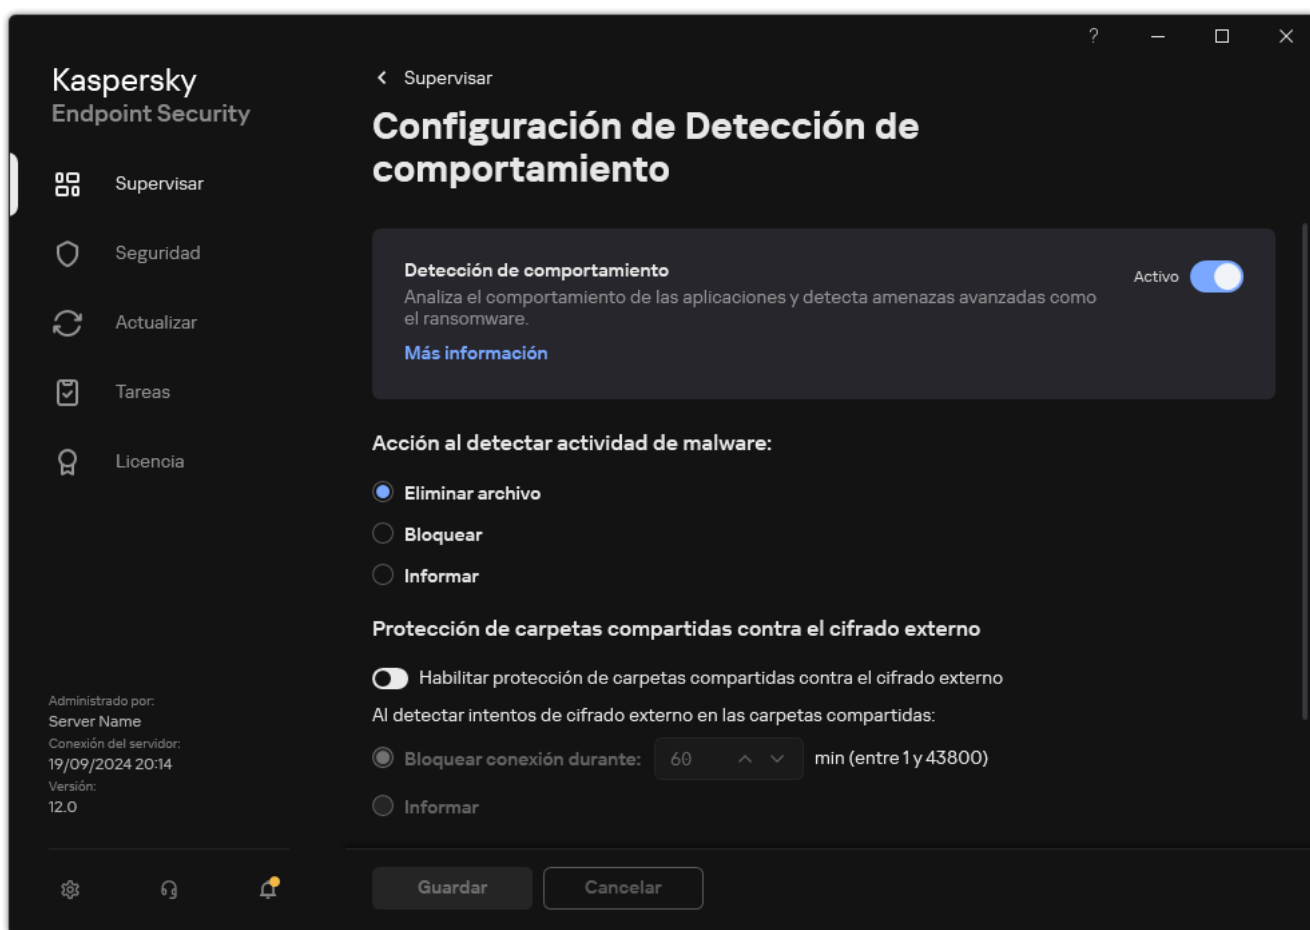 ?
Kaspersky
Endpoint Security
Supervisar
Seguridad
Actualizar
Tareas
Licencia
Administrado por:
Server Name
Conexión del servidor:
19/09/2024 20:14
Versión:
12.0
Supervisar
Configuración de Detección de
comportamiento
Detección de comportamiento
Activo
Analiza el comportamiento de las aplicaciones y detecta amenazas avanzadas como
el ransomware.
Más información
Acción al detectar actividad de malware:
Eliminar archivo
Bloquear
Informar
Protección de carpetas compartidas contra el cifrado externo
Habilitar protección de carpetas compartidas contra el cifrado externo
Al detectar intentos de cifrado externo en las carpetas compartidas:
Bloquear conexión durante: 60 min (entre 1 y 43800)
Informar
Guardar Cancelar